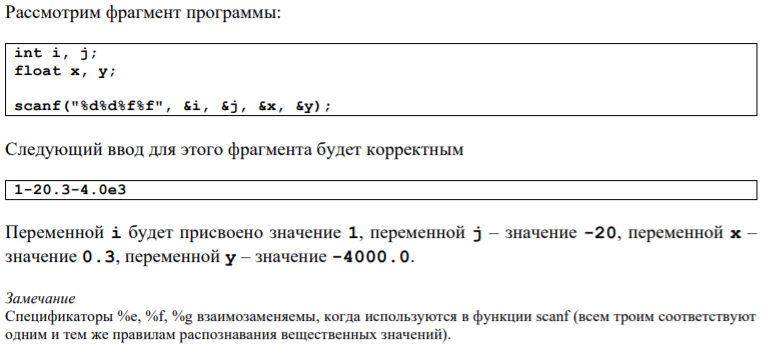 Рассмотрим фрагмент программы:
int i, j;
float x, y;
scanf("%d%d%f%f", &i, &j, &x, &y);
Следующий ввод для этого фрагмента будет корректным
1-20.3-4.0e3
Переменной i будет присвоено значение 1, переменной j – значение -20, переменной x –
значение 0.3, переменной y – значение -4000.0.
Замечание
Спецификаторы %e, %f, %g взаимозаменяемы, когда используются в функции scanf (всем троим соответствуют
одним и тем же правилам распознавания вещественных значений).